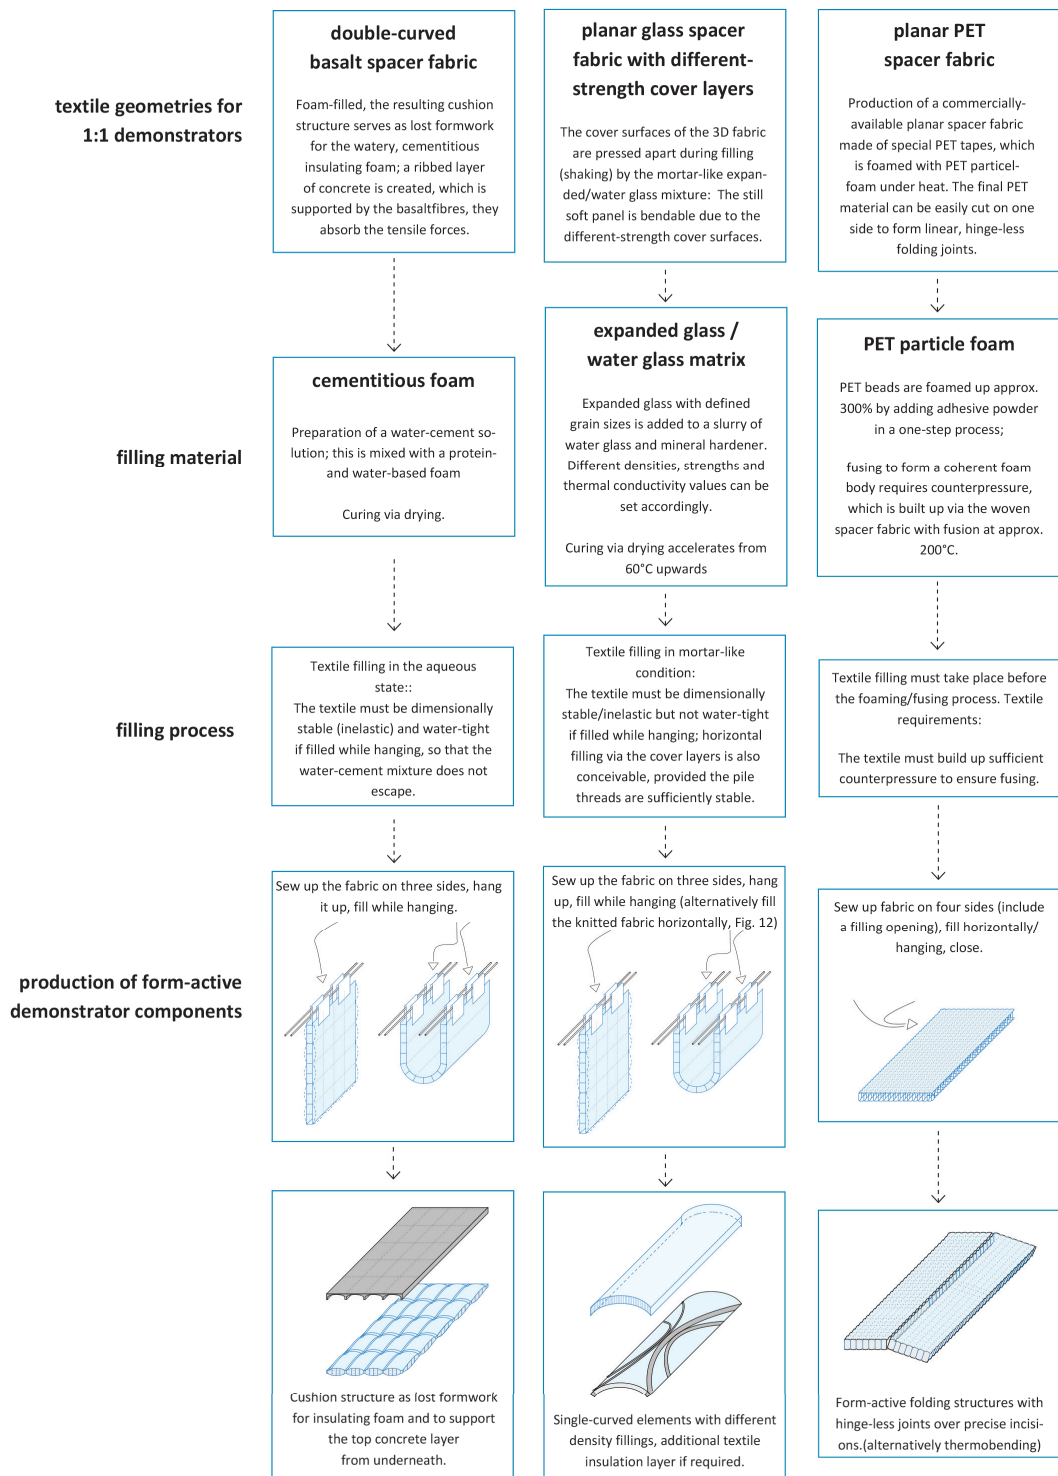 textile geometries for
1:1 demonstrators
double-curved
basalt spacer fabric
Foam-filled, the resulting cushion
structure serves as lost formwork
for the watery, cementitious
insulating foam; a ribbed layer
of concrete is created, which is
supported by the basaltfibres, they
absorb the tensile forces.
planar glass spacer
fabric with different-
strength cover layers
The cover surfaces of the 3D fabric
are pressed apart during filling
(shaking) by the mortar-like expan-
ded/water glass mixture: The still
soft panel is bendable due to the
different-strength cover surfaces.
planar PET
spacer fabric
Production of a commercially-
available planar spacer fabric
made of special PET tapes, which
is foamed with PET particel-
foam under heat. The final PET
material can be easily cut on one
side to form linear, hinge-less
folding joints.
filling material
cementitious foam
Preparation of a water-cement so-
lution; this is mixed with a protein-
and water-based foam
Curing via drying.
expanded glass /
water glass matrix
Expanded glass with defined
grain sizes is added to a slurry of
water glass and mineral hardener.
Different densities, strengths and
thermal conductivity values can be
set accordingly.
Curing via drying accelerates from
60°C upwards
PET particle foam
PET beads are foamed up approx.
300% by adding adhesive powder
in a one-step process;
fusing to form a coherent foam
body requires counterpressure,
which is built up via the woven
spacer fabric with fusion at approx.
200°C.
filling process
Textile filling in the aqueous
state::
The textile must be dimensionally
stable (inelastic) and water-tight
if filled while hanging, so that the
water-cement mixture does not
escape.
Textile filling in mortar-like
condition:
The textile must be dimensionally
stable/inelastic but not water-tight
if filled while hanging; horizontal
filling via the cover layers is also
conceivable, provided the pile
threads are sufficiently stable.
Textile filling must take place before
the foaming/fusing process. Textile
requirements:
The textile must build up sufficient
counterpressure to ensure fusing.
production of form-active
demonstrator components
Sew up the fabric on three sides, hang
it up, fill while hanging.
Sew up the fabric on three sides, hang
up, fill while hanging (alternatively fill
the knitted fabric horizontally, Fig. 12)
Sew up fabric on four sides (include
a filling opening), fill horizontally/
hanging, close.
Cushion structure as lost formwork
for insulating foam and to support
the top concrete layer
from underneath.
Single-curved elements with different
density fillings, additional textile
insulation layer if required.
Form-active folding structures with
hinge-less joints over precise incisi-
ons.(alternatively thermobending)